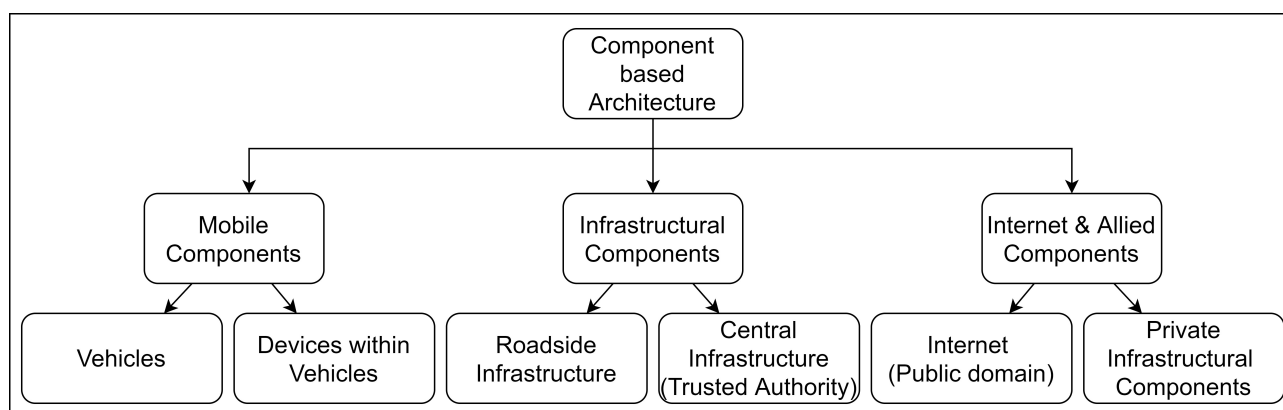 Component
based
Architecture
Mobile
Components
Infrastructural
Components
Internet & Allied
Components
Vehicles
Devices within
Vehicles
Roadside
Infrastructure
Central
Infrastructure
(Trusted Authority)
Internet
(Public domain)
Private
Infrastructural
Components